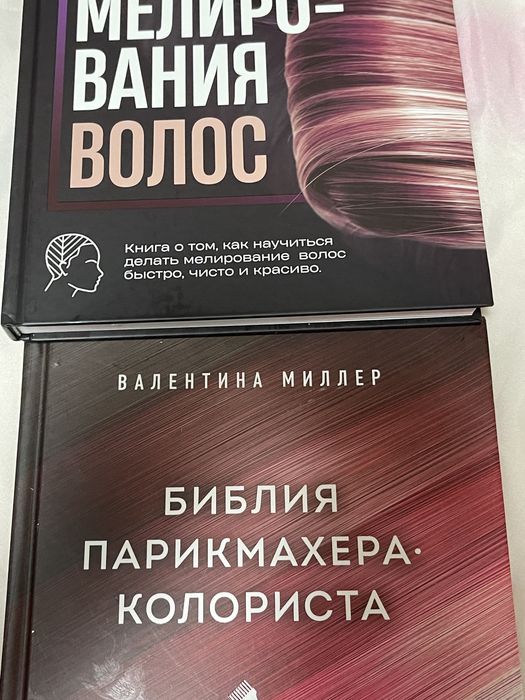 МЕЛИРО-
ВАНИЯ
ВОЛОС
Книга о том, как научиться
делать мелирование волос
быстро, чисто и красиво.
ВАЛЕНТИНА МИЛЛЕР
БИБЛИЯ
ПАРИКМАХЕРА-
КОЛОРИСТА